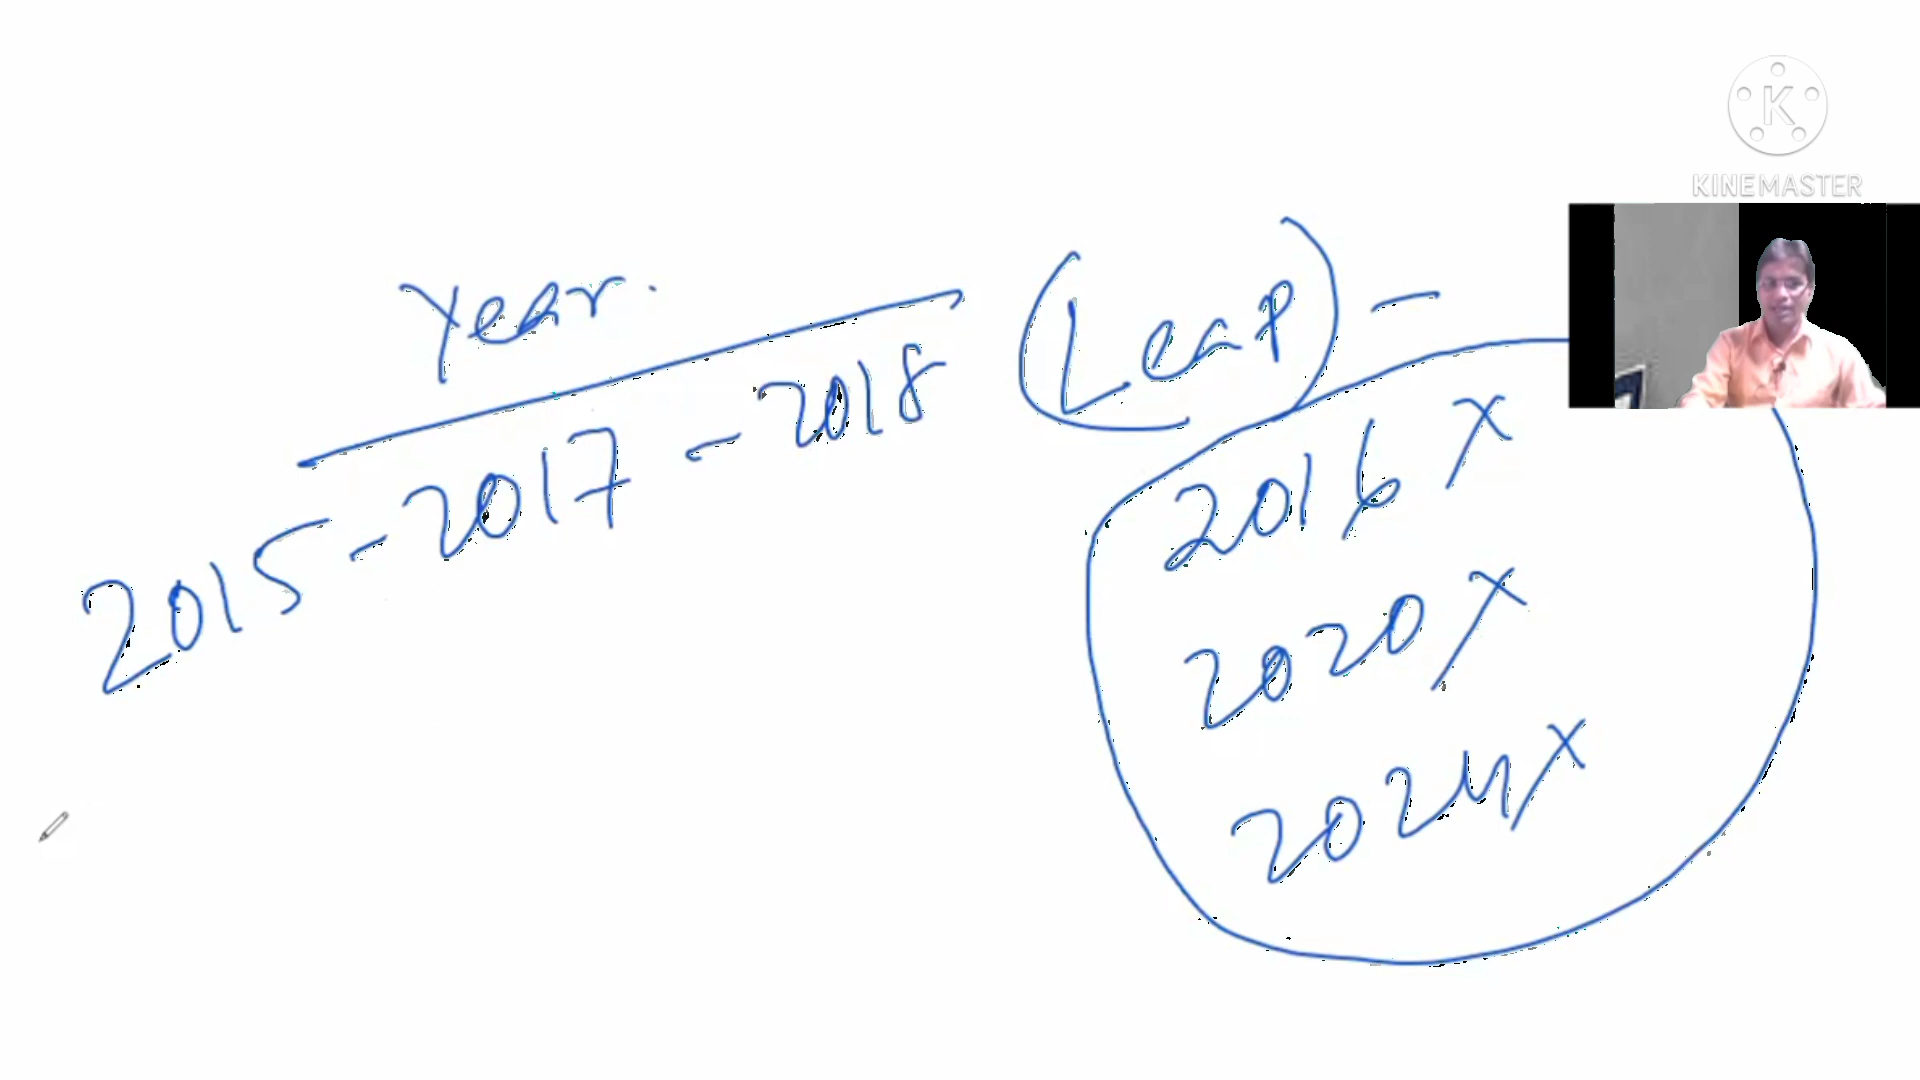 KINEMASTER
Year. (Leap) -
2015 - 2017 - 2018
2016 x
2020 x
2024 x